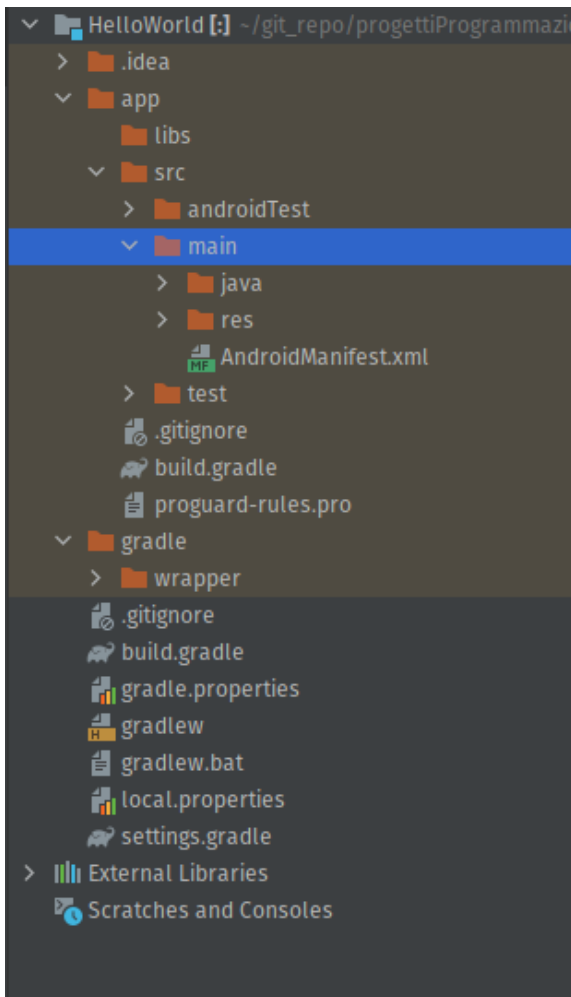 HelloWorld [:] ~/git_repo/progettiProgrammazi
.idea
app
libs
src
androidTest
main
java
res
MF AndroidManifest.xml
test
.gitignore
build.gradle
proguard-rules.pro
gradle
wrapper
.gitignore
build.gradle
gradle.properties
H gradlew
gradlew.bat
local.properties
settings.gradle
External Libraries
Scratches and Consoles